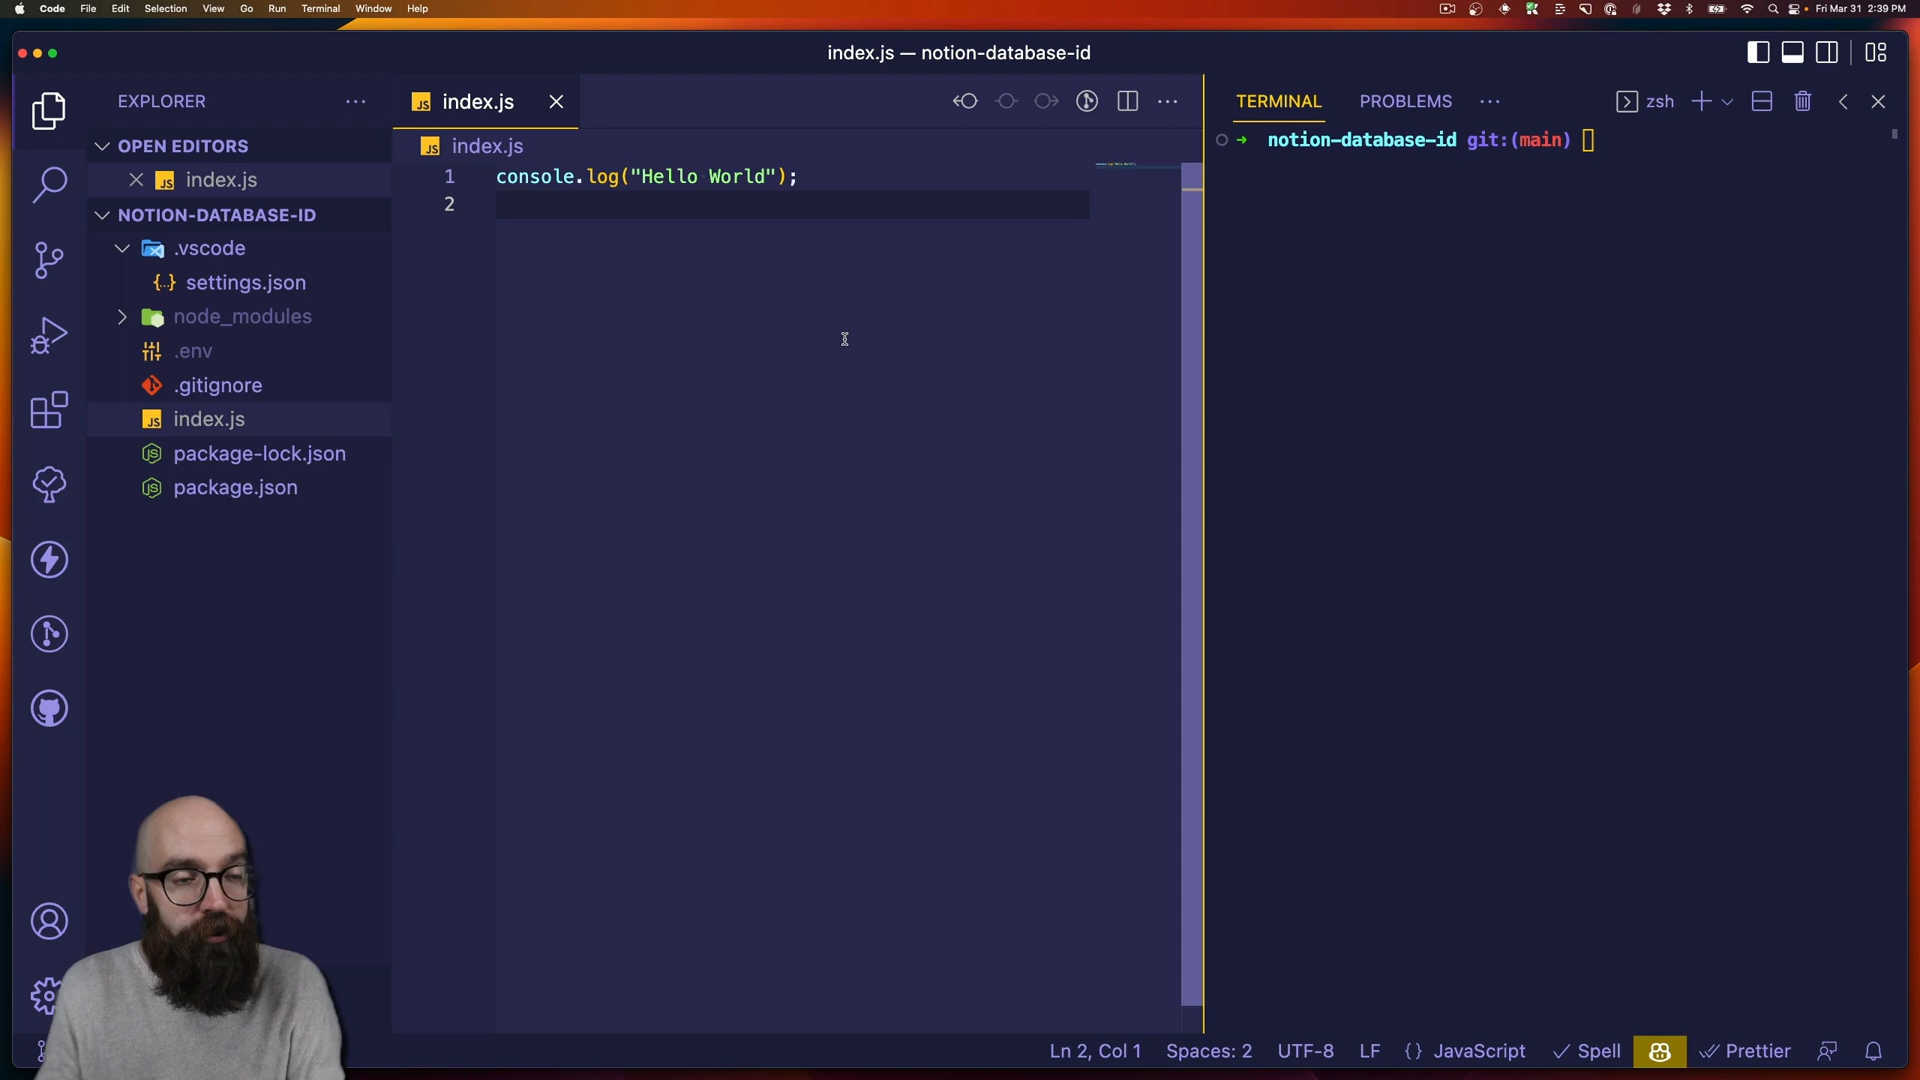 Code File Edit Selection View Go Run Terminal Window Help
Fri Mar 31 2:39 PM
index.js — notion-database-id
EXPLORER
OPEN EDITORS
index.js
NOTION-DATABASE-ID
.vscode
settings.json
node_modules
.env
.gitignore
index.js
package-lock.json
package.json
index.js
index.js
1 console.log("Hello World");
2
TERMINAL PROBLEMS
zsh
notion-database-id git:(main)
Ln 2, Col 1 Spaces: 2 UTF-8 LF {} JavaScript Spell Prettier